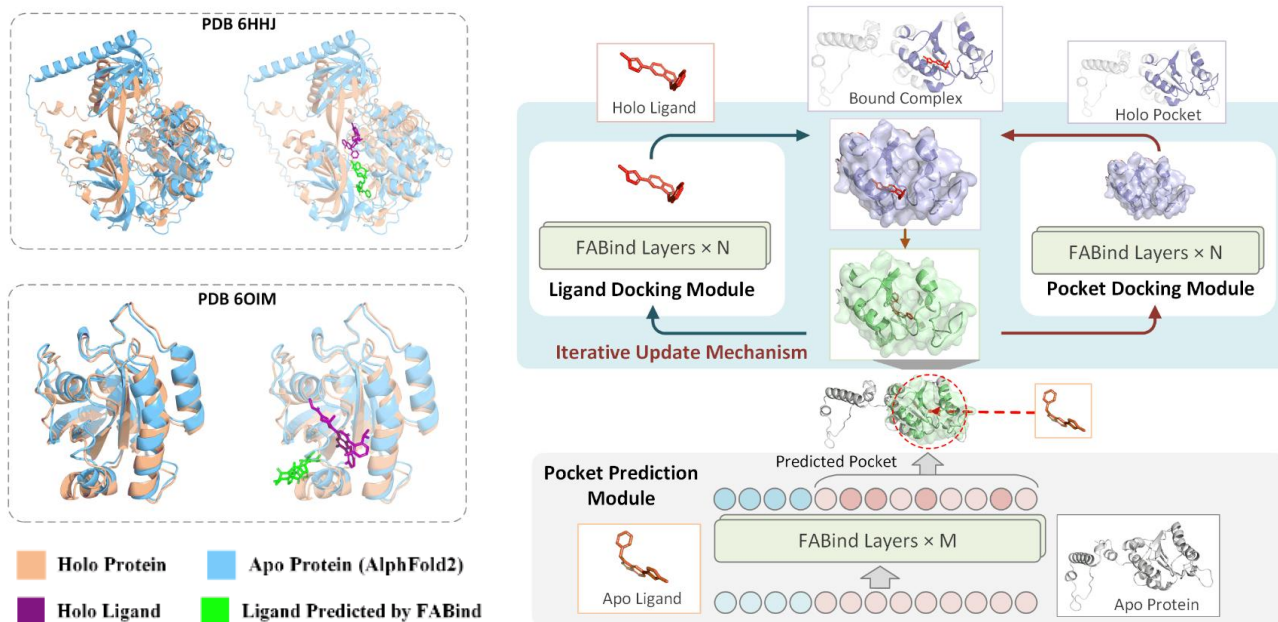 PDB 6HHJ
PDB 6OIM
Holo Protein
Apo Protein (AlphFold2)
Holo Ligand
Ligand Predicted by FABind
Holo Ligand
Bound Complex
Holo Pocket
FABind Layers × N
Ligand Docking Module
FABind Layers × N
Pocket Docking Module
Iterative Update Mechanism
Predicted Pocket
Pocket Prediction
Module
FABind Layers × M
Apo Ligand
Apo Protein